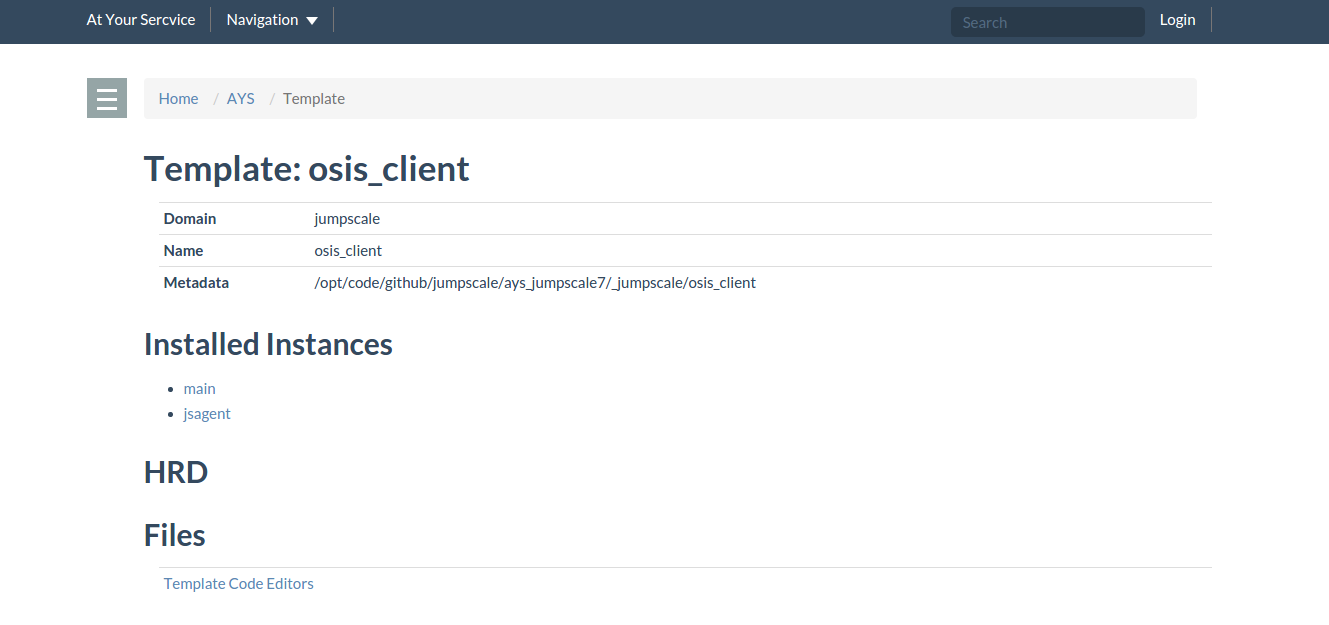 At Your Sercvice Navigation Search Login
Home / AYS / Template
Template: osis_client
Domain jumpscale
Name osis_client
Metadata /opt/code/github/jumpscale/ays_jumpscale7/_jumpscale/osis_client
Installed Instances
• main
• jsagent
HRD
Files
Template Code Editors